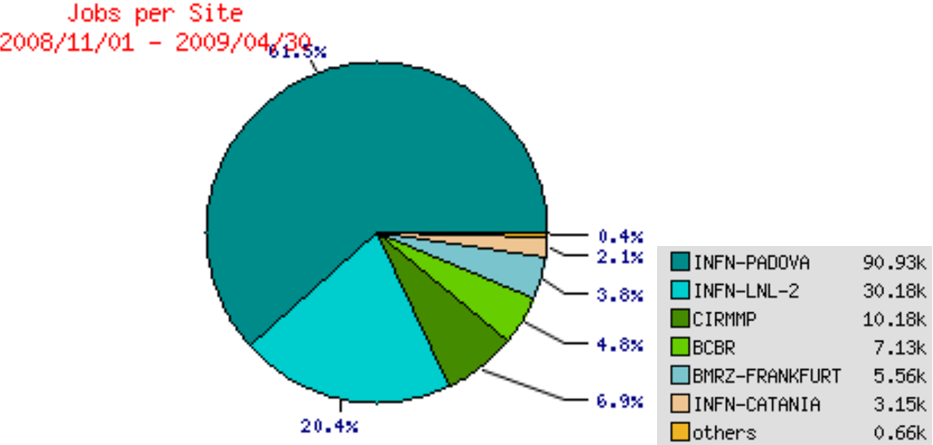 Jobs per Site
2008/11/01 - 2009/04/30
61.5%
0.4%
2.1%
3.8%
4.8%
6.9%
20.4%
INFN-PADOVA 90.93k
INFN-LNL-2 30.18k
CIRMMP 10.18k
BCBR 7.13k
BMRZ-FRANKFURT 5.56k
INFN-CATANIA 3.15k
others 0.66k